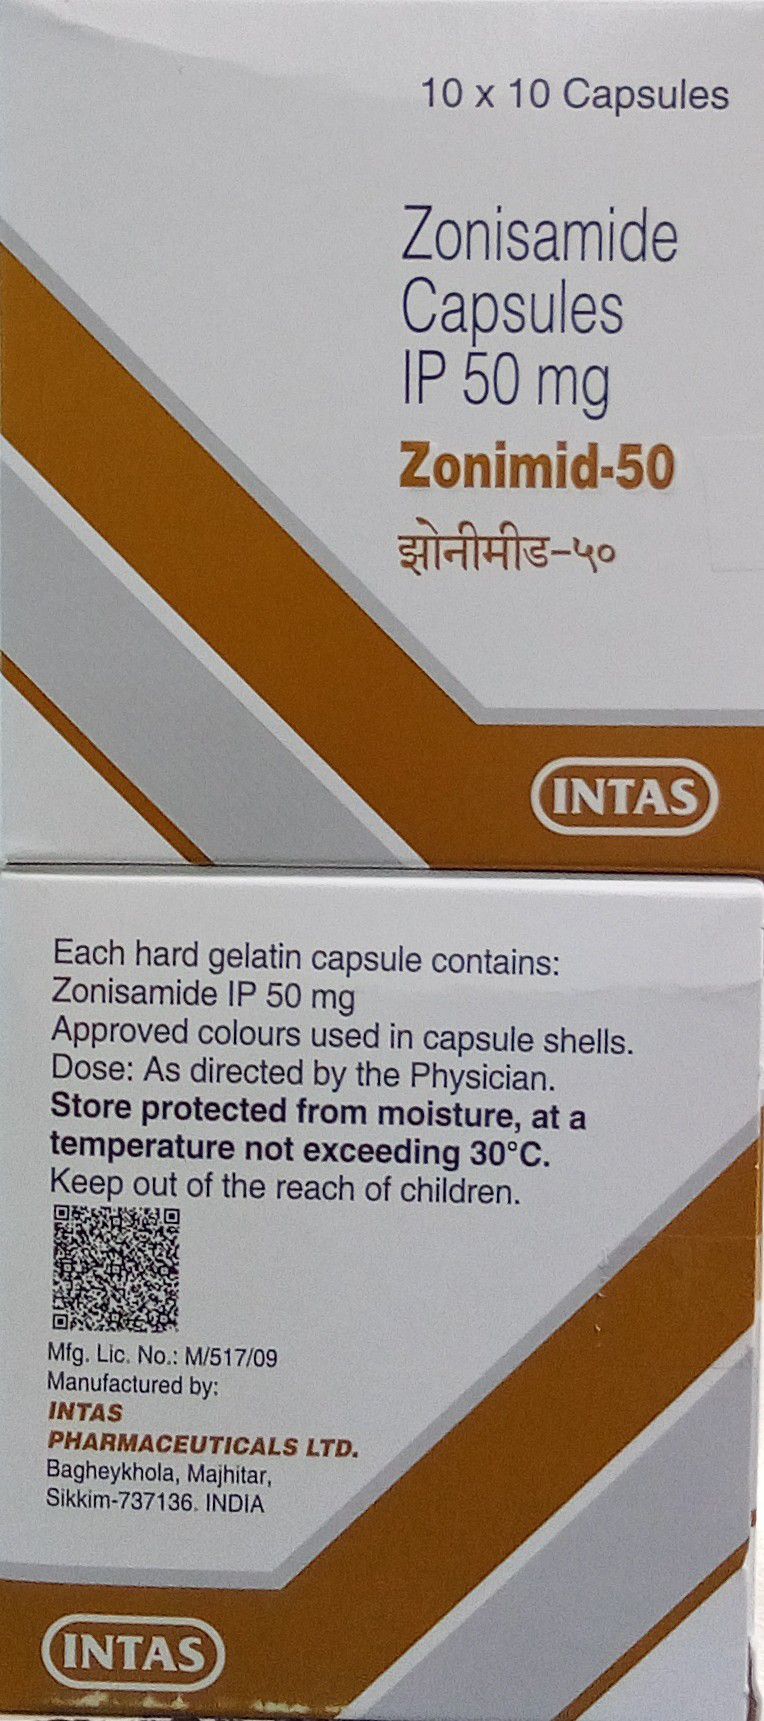 10 x 10 Capsules
Zonisamide
Capsules
IP 50 mg
Zonimid-50
झोनीमीड–५०
INTAS
Each hard gelatin capsule contains:
Zonisamide IP 50 mg
Approved colours used in capsule shells.
Dose: As directed by the Physician.
Store protected from moisture, at a
temperature not exceeding 30°C.
Keep out of the reach of children.
Mfg. Lic. No.: M/517/09
Manufactured by:
INTAS
PHARMACEUTICALS LTD.
Bagheykhola, Majhitar,
Sikkim-737136. INDIA
INTAS